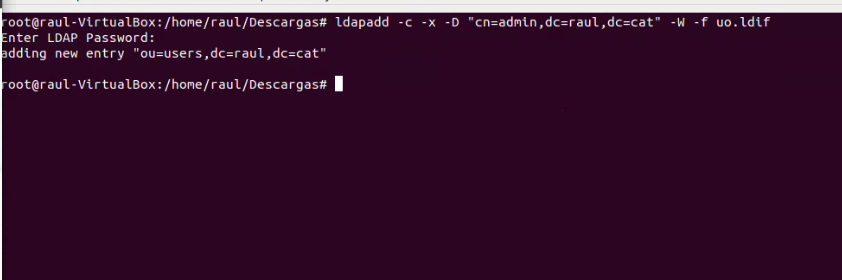 root@raul-VirtualBox:/home/raul/Descargas# ldapadd -c -x -D "cn=admin,dc=raul,dc=cat" -W -f uo.ldif
Enter LDAP Password:
adding new entry "ou=users,dc=raul,dc=cat"
root@raul-VirtualBox:/home/raul/Descargas#